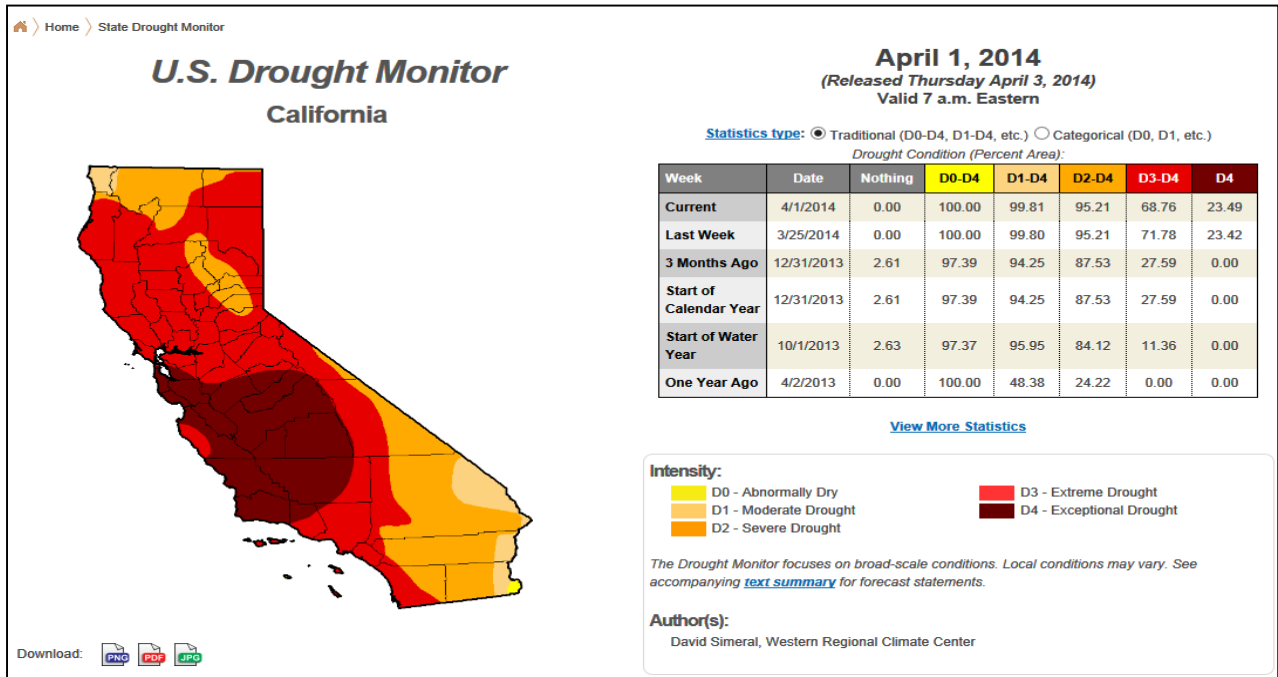 Home > State Drought Monitor
U.S. Drought Monitor
California
Download: PNG PDF JPG
April 1, 2014
(Released Thursday April 3, 2014)
Valid 7 a.m. Eastern
Statistics type: Traditional (D0-D4, D1-D4, etc.) Categorical (D0, D1, etc.)
Drought Condition (Percent Area):
Week Date Nothing D0-D4 D1-D4 D2-D4 D3-D4 D4
Current 4/1/2014 0.00 100.00 99.81 95.21 68.76 23.49
Last Week 3/25/2014 0.00 100.00 99.80 95.21 71.78 23.42
3 Months Ago 12/31/2013 2.61 97.39 94.25 87.53 27.59 0.00
Start of
Calendar Year 12/31/2013 2.61 97.39 94.25 87.53 27.59 0.00
Start of Water
Year 10/1/2013 2.63 97.37 95.95 84.12 11.36 0.00
One Year Ago 4/2/2013 0.00 100.00 48.38 24.22 0.00 0.00
View More Statistics
Intensity:
D0 - Abnormally Dry
D1 - Moderate Drought
D2 - Severe Drought
D3 - Extreme Drought
D4 - Exceptional Drought
The Drought Monitor focuses on broad-scale conditions. Local conditions may vary. See
accompanying text summary for forecast statements.
Author(s):
David Simeral, Western Regional Climate Center